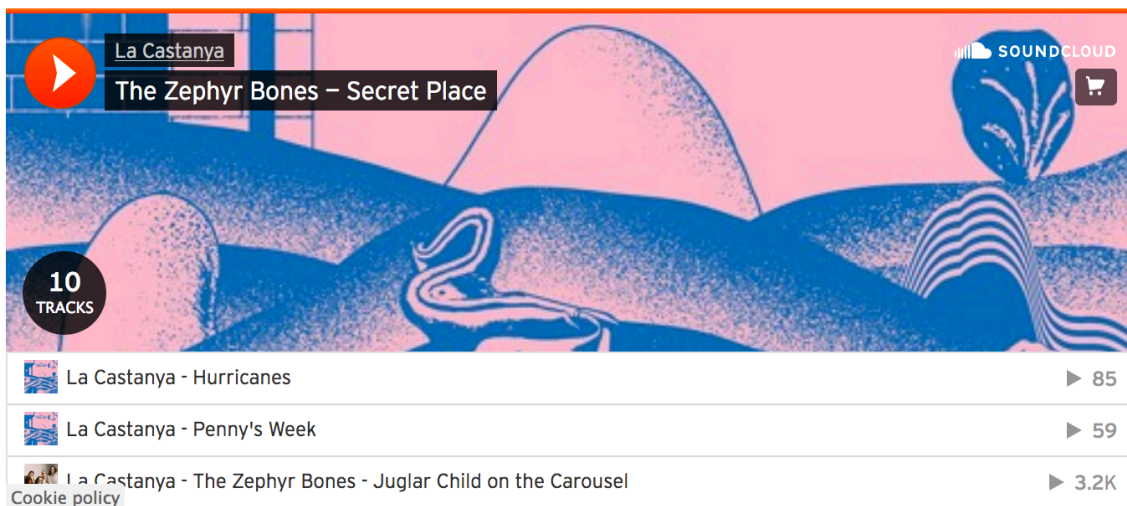 La Castanya
SOUNDCLOUD
The Zephyr Bones – Secret Place
10
TRACKS
La Castanya - Hurricanes 85
La Castanya - Penny's Week 59
La Castanya - The Zephyr Bones - Juglar Child on the Carousel 3.2K
Cookie policy